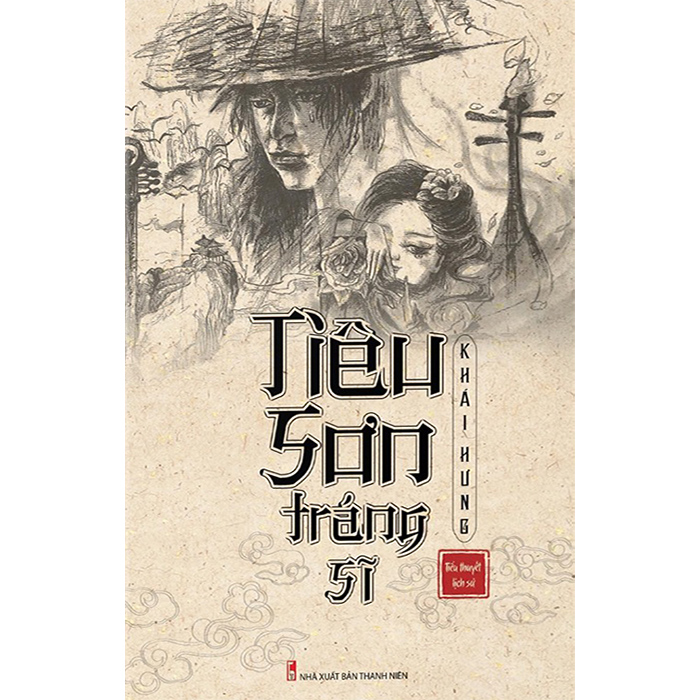 Tiêu
Sơn
tráng
sĩ
KHÁI HƯNG
Tiểu thuyết
lịch sử
NHÀ XUẤT BẢN THANH NIÊN